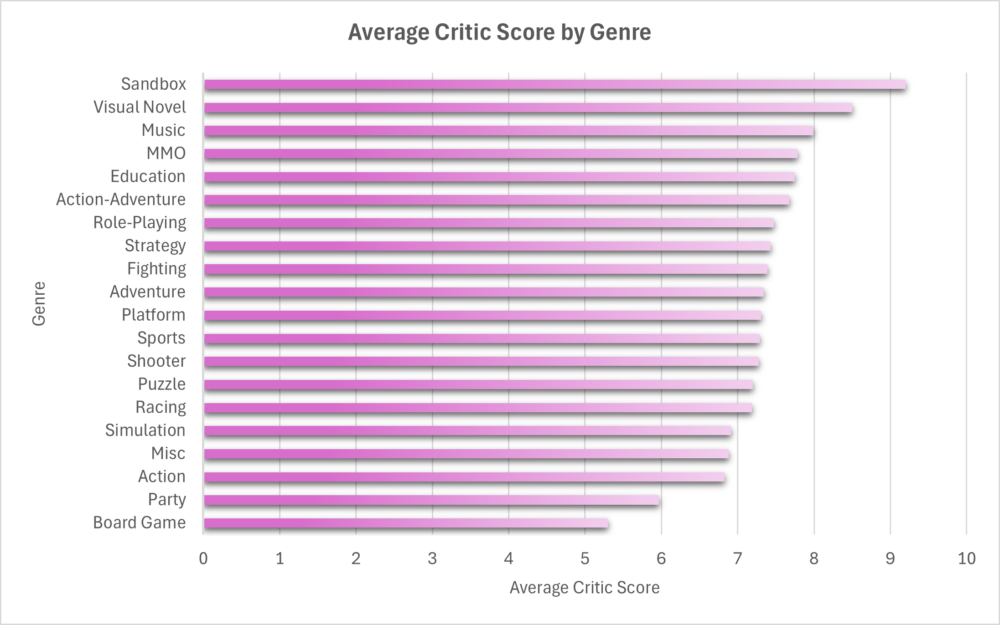 Average Critic Score by Genre
Sandbox
Visual Novel
Music
MMO
Education
Action-Adventure
Role-Playing
Strategy
Fighting
Adventure
Platform
Sports
Shooter
Puzzle
Racing
Simulation
Misc
Action
Party
Board Game
Genre
0 1 2 3 4 5 6 7 8 9 10
Average Critic Score